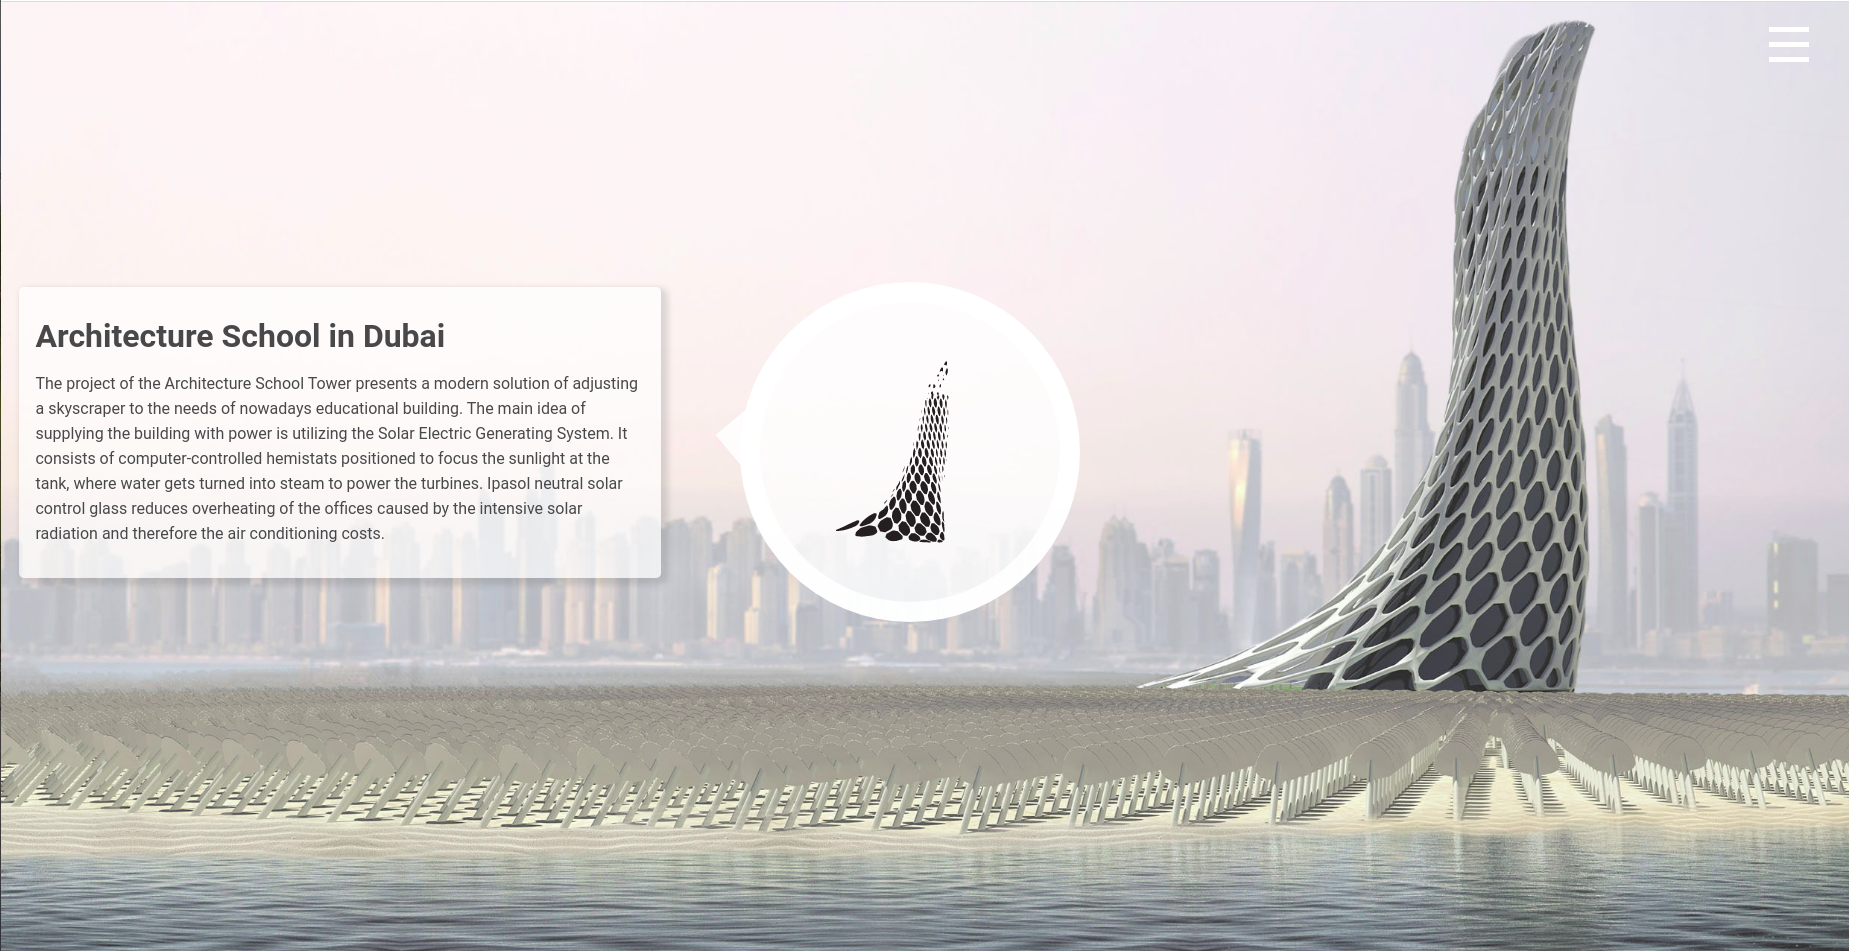 Architecture School in Dubai
The project of the Architecture School Tower presents a modern solution of adjusting
a skyscraper to the needs of nowadays educational building. The main idea of
supplying the building with power is utilizing the Solar Electric Generating System. It
consists of computer-controlled hemistats positioned to focus the sunlight at the
tank, where water gets turned into steam to power the turbines. Ipasol neutral solar
control glass reduces overheating of the offices caused by the intensive solar
radiation and therefore the air conditioning costs.